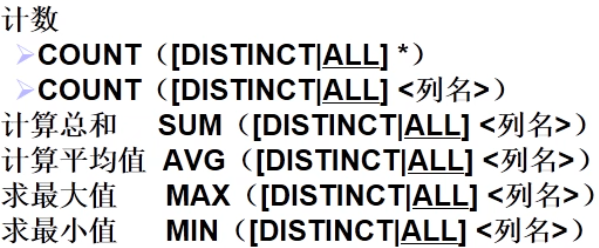 计数
➢COUNT（[DISTINCT|ALL] *）
➢COUNT（[DISTINCT|ALL] <列名>）
计算总和 SUM（[DISTINCT|ALL] <列名>）
计算平均值 AVG（[DISTINCT|ALL] <列名>）
求最大值 MAX（[DISTINCT|ALL] <列名>）
求最小值 MIN（[DISTINCT|ALL] <列名>）